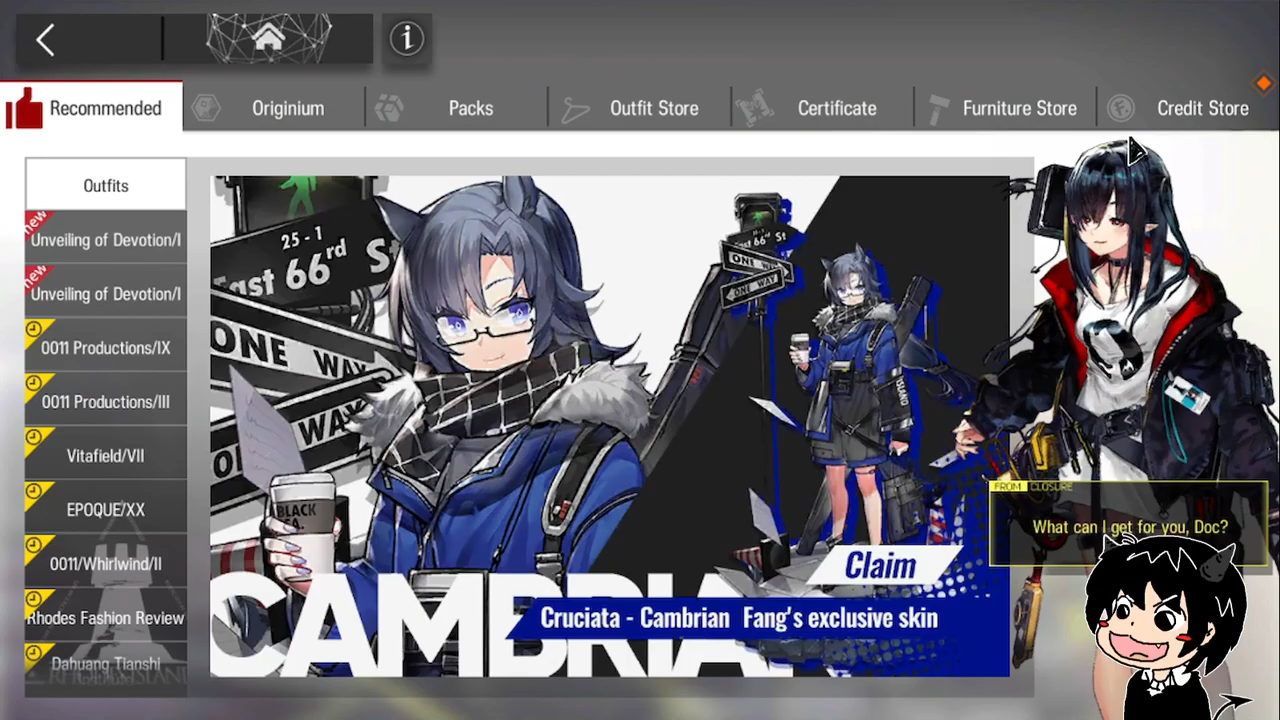 Recommended
Originium
Packs
Outfit Store
Certificate
Furniture Store
Credit Store
Outfits
new
Unveiling of Devotion/I
new
Unveiling of Devotion/I
0011 Productions/IX
0011 Productions/III
Vitafield/VII
EPOQUE/XX
0011/Whirlwind/II
Rhodes Fashion Review
Dahuang Tianshi
25 - 1
East 66rd St
ONE WAY
WAY
BLACK
East 66rd St
ONE WAY
ONE WAY
CAMBRIA
Claim
Cruciata - Cambrian Fang's exclusive skin
FROM CLOSURE
What can I get for you, Doc?